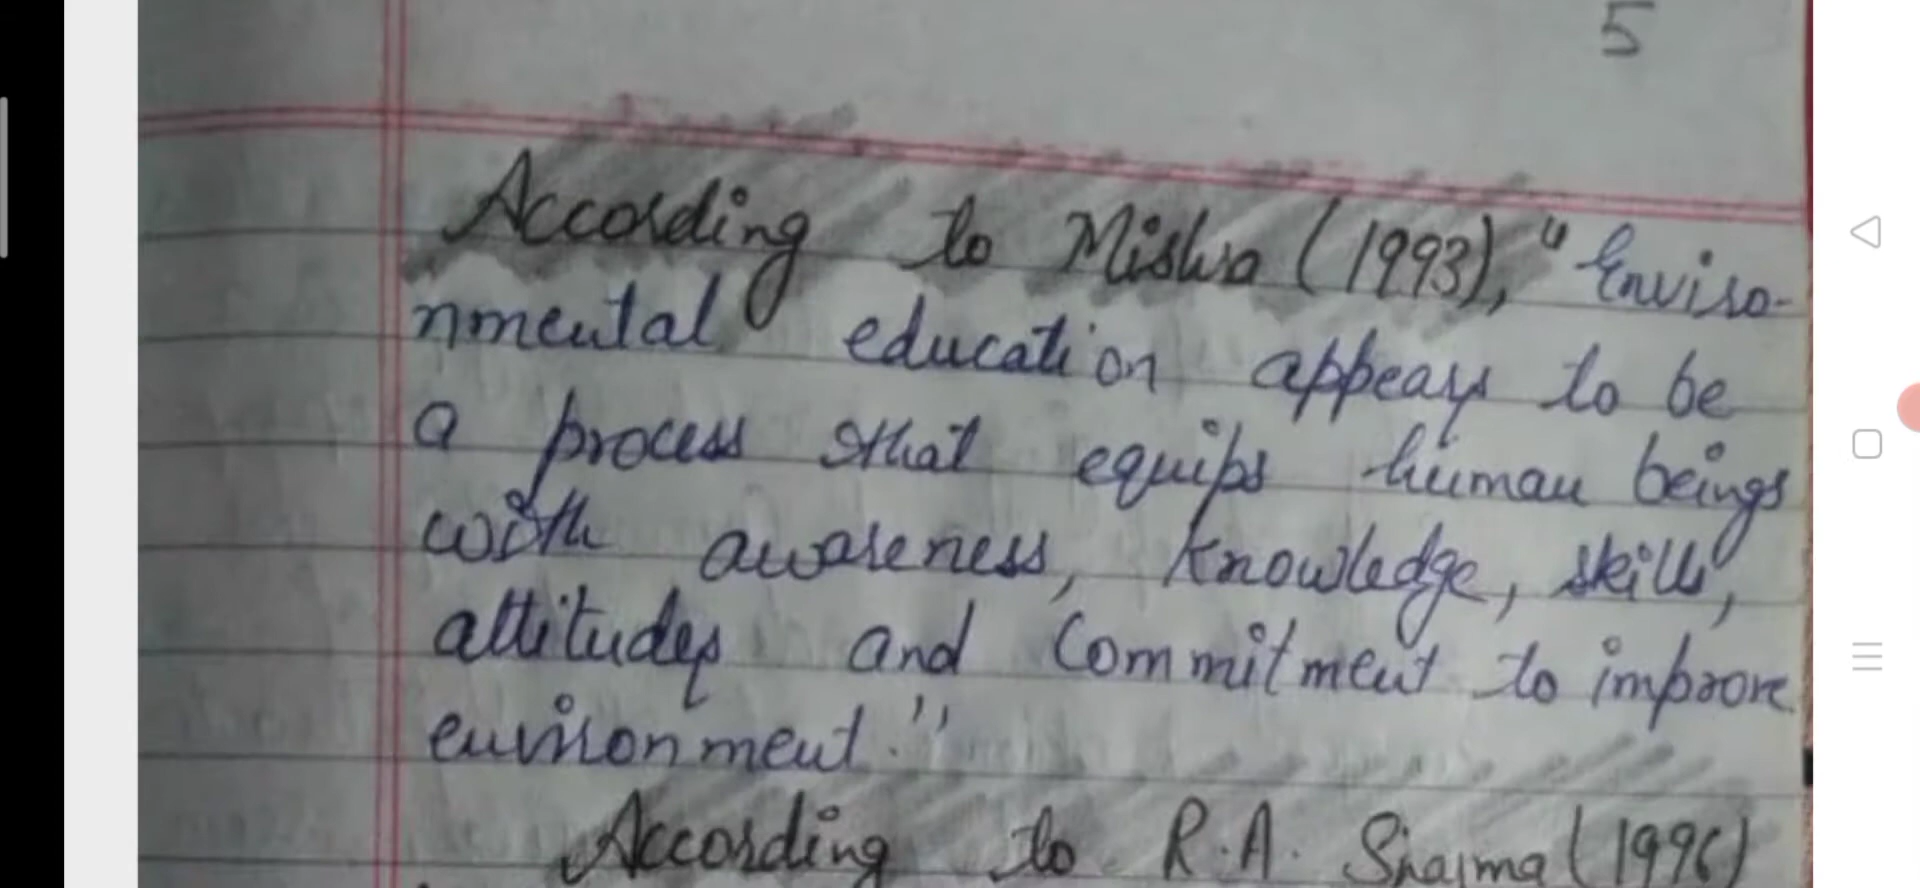 5
According to Mishra (1993), "Enviro-
nmental education appears to be
a process that equips human beings
with awareness, knowledge, skills,
attitudes and commitment to improve
environment."
According to R.A. Sharma (1996)